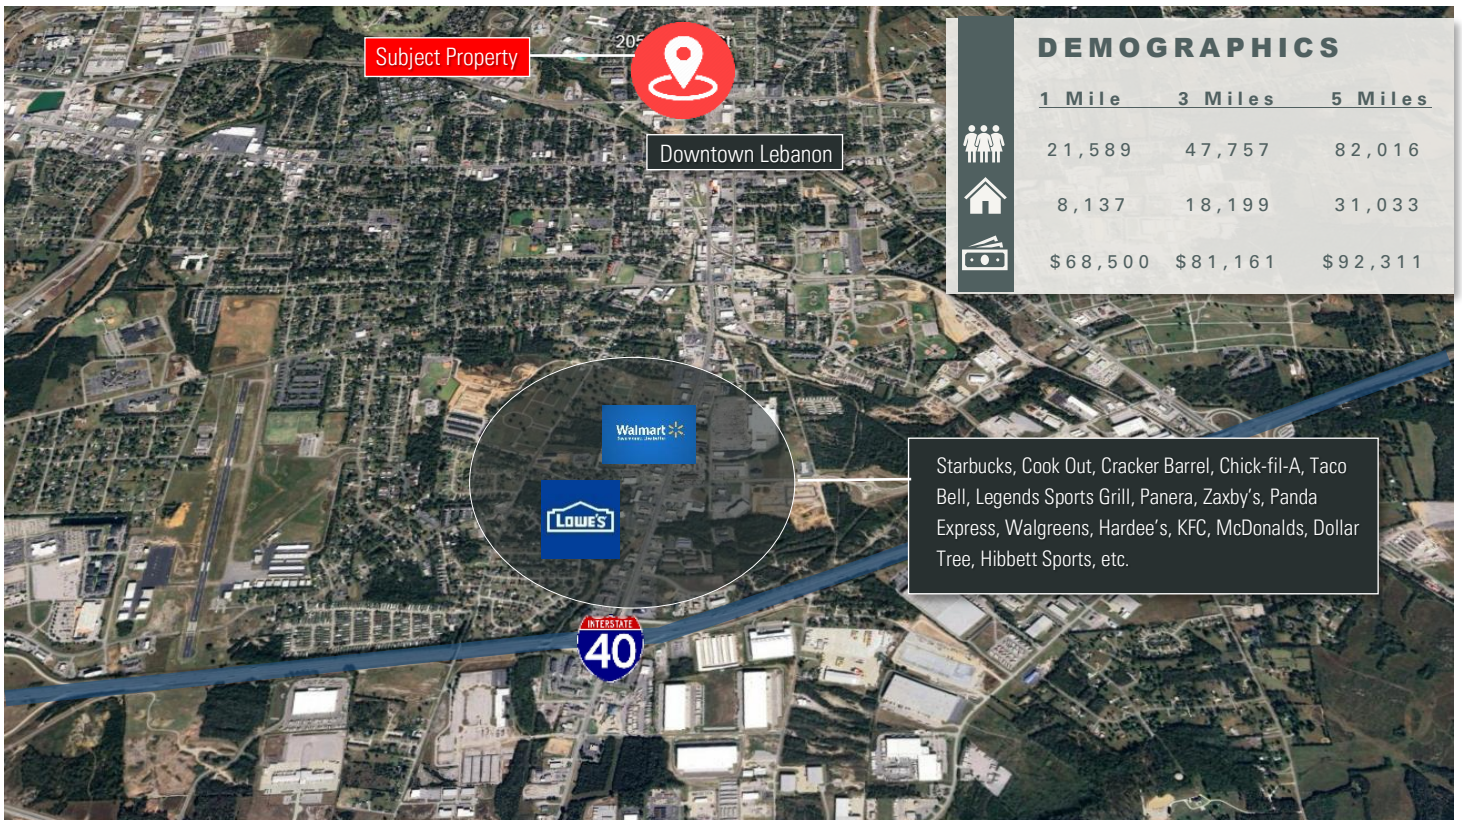 Subject Property
205
Downtown Lebanon
DEMOGRAPHICS
1 Mile 3 Miles 5 Miles
21,589 47,757 82,016
8,137 18,199 31,033
$68,500 $81,161 $92,311
Walmart
LOWE'S
Starbucks, Cook Out, Cracker Barrel, Chick-fil-A, Taco
Bell, Legends Sports Grill, Panera, Zaxby's, Panda
Express, Walgreens, Hardee's, KFC, McDonalds, Dollar
Tree, Hibbett Sports, etc.
INTERSTATE
40